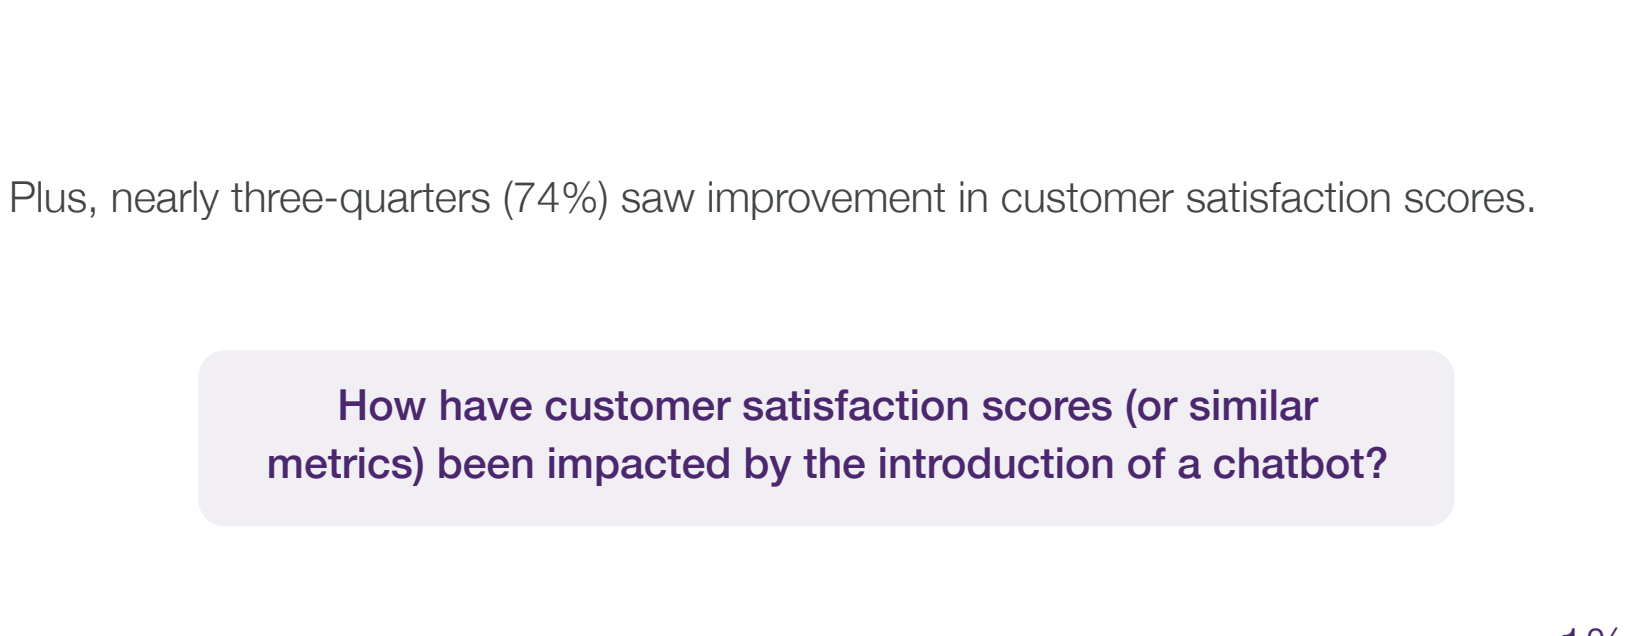 Plus, nearly three-quarters (74%) saw improvement in customer satisfaction scores.
How have customer satisfaction scores (or similar
metrics) been impacted by the introduction of a chatbot?